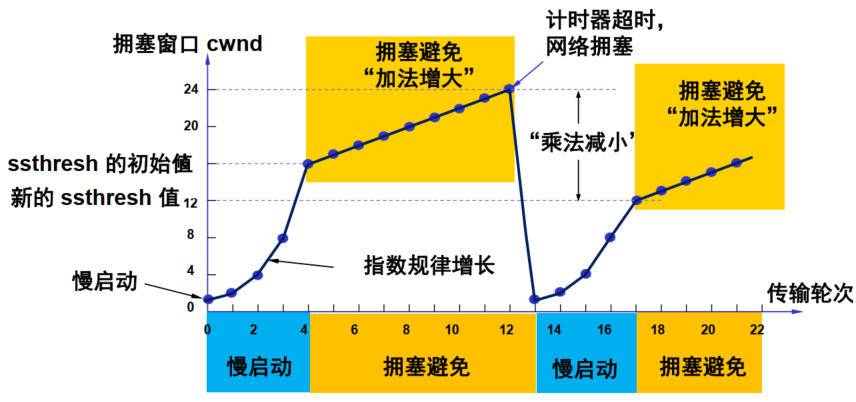 拥塞窗口 cwnd
拥塞避免
“加法增大”
计时器超时，
网络拥塞
拥塞避免
“加法增大”
24
20
“乘法减小”
ssthresh 的初始值
新的 ssthresh 值
12
8
4
0
慢启动
指数规律增长
传输轮次
0 2 4 6 8 10 12 14 16 18 20 22
慢启动 拥塞避免 慢启动 拥塞避免